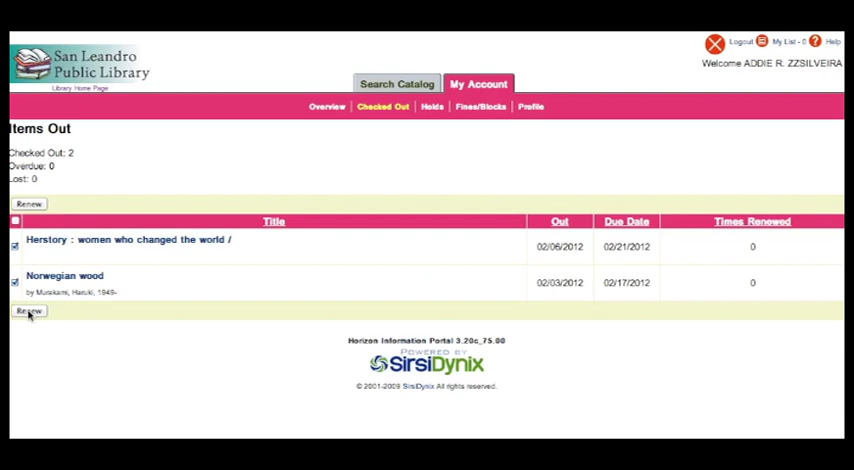 San Leandro
Public Library
Library Home Page
Logout My List - 0 Help
Welcome ADDIE R. ZZSILVEIRA
Search Catalog My Account
Overview Checked Out Holds Fines/Blocks Profile
Items Out
Checked Out: 2
Overdue: 0
Lost: 0
Renew
Title Out Due Date Times Renewed
Herstory : women who changed the world / 02/06/2012 02/21/2012 0
Norwegian wood 02/03/2012 02/17/2012 0
by Murakami, Haruki, 1949-
Renew
Horizon Information Portal 3.20c_75.00
POWERED BY
SirsiDynix
© 2001-2009 SirsiDynix All rights reserved.